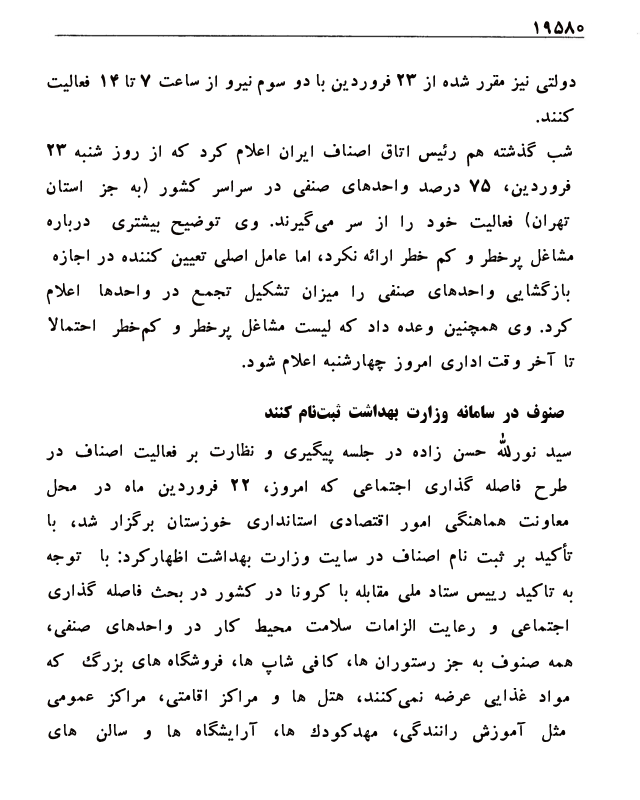 ۱۹۵۸۰
دولتی نیز مقرر شده از ۲۳ فروردین با دو سوم نیرو از ساعت ۷ تا ۱۴ فعالیت
کنند.
شب گذشته هم رئیس اتاق اصناف ایران اعلام کرد که از روز شنبه ۲۳
فروردین، ۷۵ درصد واحدهای صنفی در سراسر کشور (به جز استان
تهران) فعالیت خود را از سر می‌گیرند. وی توضیح بیشتری درباره
مشاغل پرخطر و کم خطر ارائه نکرد، اما عامل اصلی تعیین کننده در اجازه
بازگشایی واحدهای صنفی را میزان تشکیل تجمع در واحدها اعلام
کرد. وی همچنین وعده داد که لیست مشاغل پرخطر و کم‌خطر احتمالا
تا آخر وقت اداری امروز چهارشنبه اعلام شود.
صنوف در سامانه وزارت بهداشت ثبت‌نام کنند
سید نورلله حسن زاده در جلسه پیگیری و نظارت بر فعالیت اصناف در
طرح فاصله گذاری اجتماعی که امروز، ۲۲ فروردین ماه در محل
معاونت هماهنگی امور اقتصادی استانداری خوزستان برگزار شد، با
تأکید بر ثبت نام اصناف در سایت وزارت بهداشت اظهارکرد: با توجه
به تاکید رییس ستاد ملی مقابله با کرونا در کشور در بحث فاصله گذاری
اجتماعی و رعایت الزامات سلامت محیط کار در واحدهای صنفی،
همه صنوف به جز رستوران ها، کافی شاپ ها، فروشگاه های بزرگ که
مواد غذایی عرضه نمی‌کنند، هتل ها و مراکز اقامتی، مراکز عمومی
مثل آموزش رانندگی، مهدکودک ها، آرایشگاه ها و سالن های